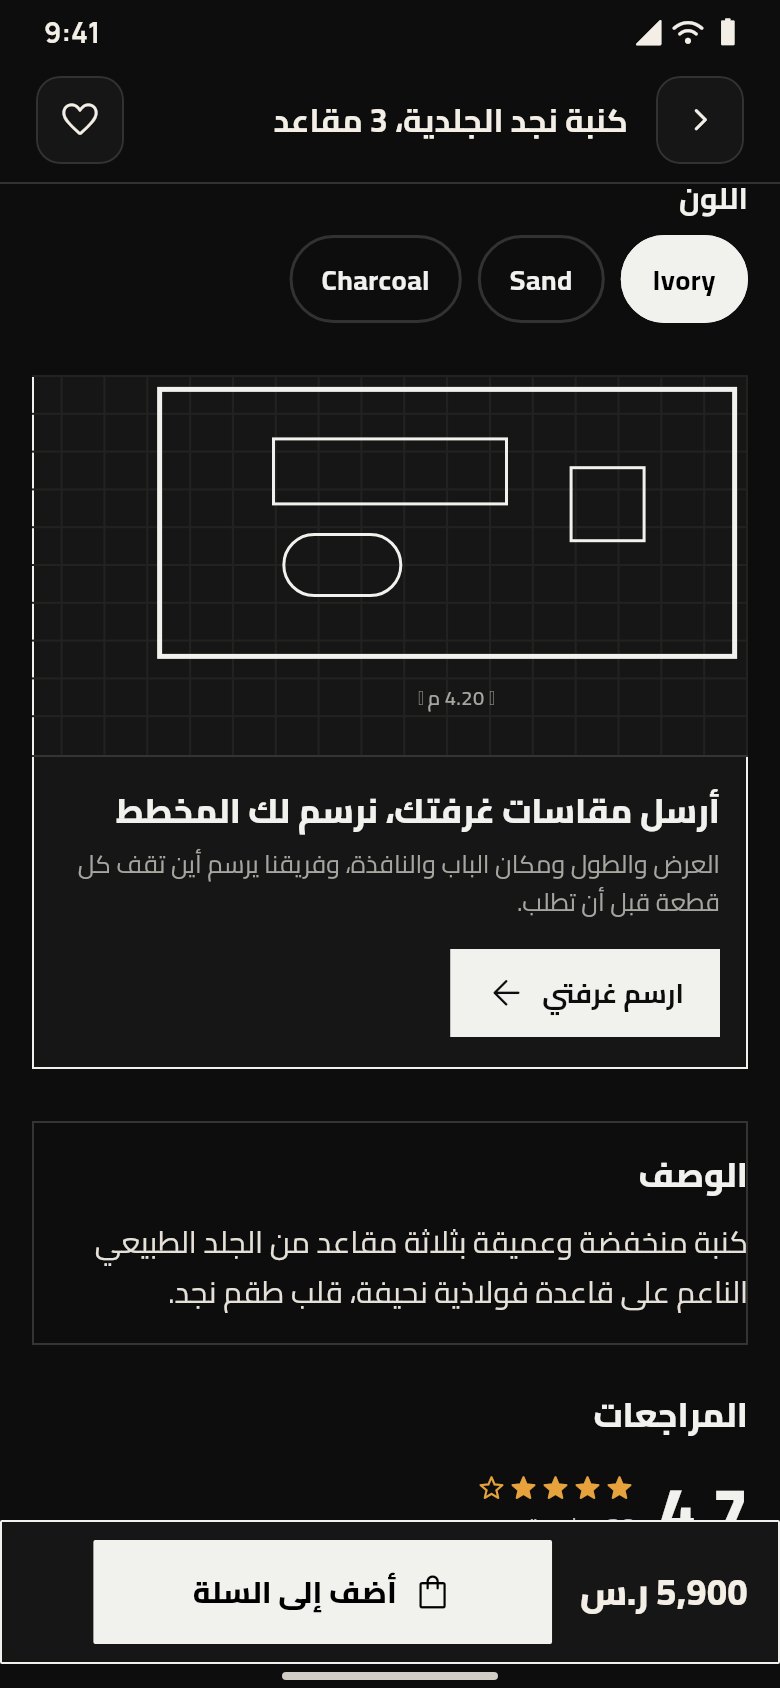 9:41
كنبة نجد الجلدية، 3 مقاعد
اللون
Ivory
Sand
Charcoal
4.20 م
أرسل مقاسات غرفتك، نرسم لك المخطط
العرض والطول ومكان الباب والنافذة، وفريقنا يرسم أين تقف كل
قطعة قبل أن تطلب.
ارسم غرفتي
الوصف
كنبة منخفضة وعميقة بثلاثة مقاعد من الجلد الطبيعي
الناعم على قاعدة فولاذية نحيفة، قلب طقم نجد.
المراجعات
4.7
5,900 ر.س
أضف إلى السلة